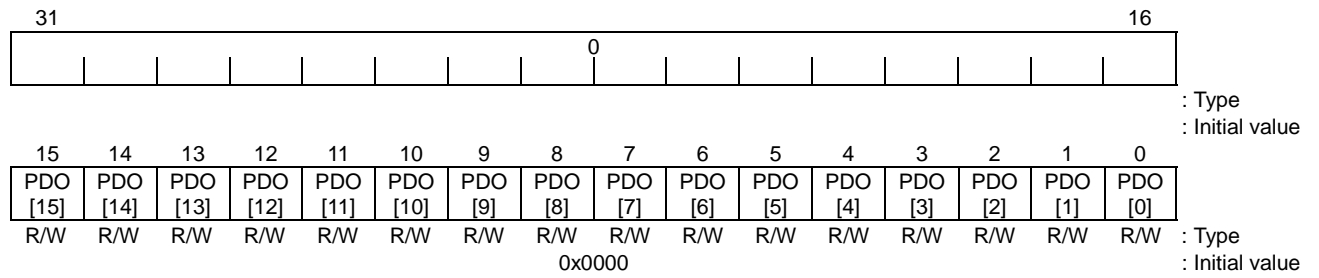 31 16
0
: Type
: Initial value
15 14 13 12 11 10 9 8 7 6 5 4 3 2 1 0
PDO PDO PDO PDO PDO PDO PDO PDO PDO PDO PDO PDO PDO PDO PDO PDO
[15] [14] [13] [12] [11] [10] [9] [8] [7] [6] [5] [4] [3] [2] [1] [0]
R/W R/W R/W R/W R/W R/W R/W R/W R/W R/W R/W R/W R/W R/W R/W R/W : Type
0x0000 : Initial value